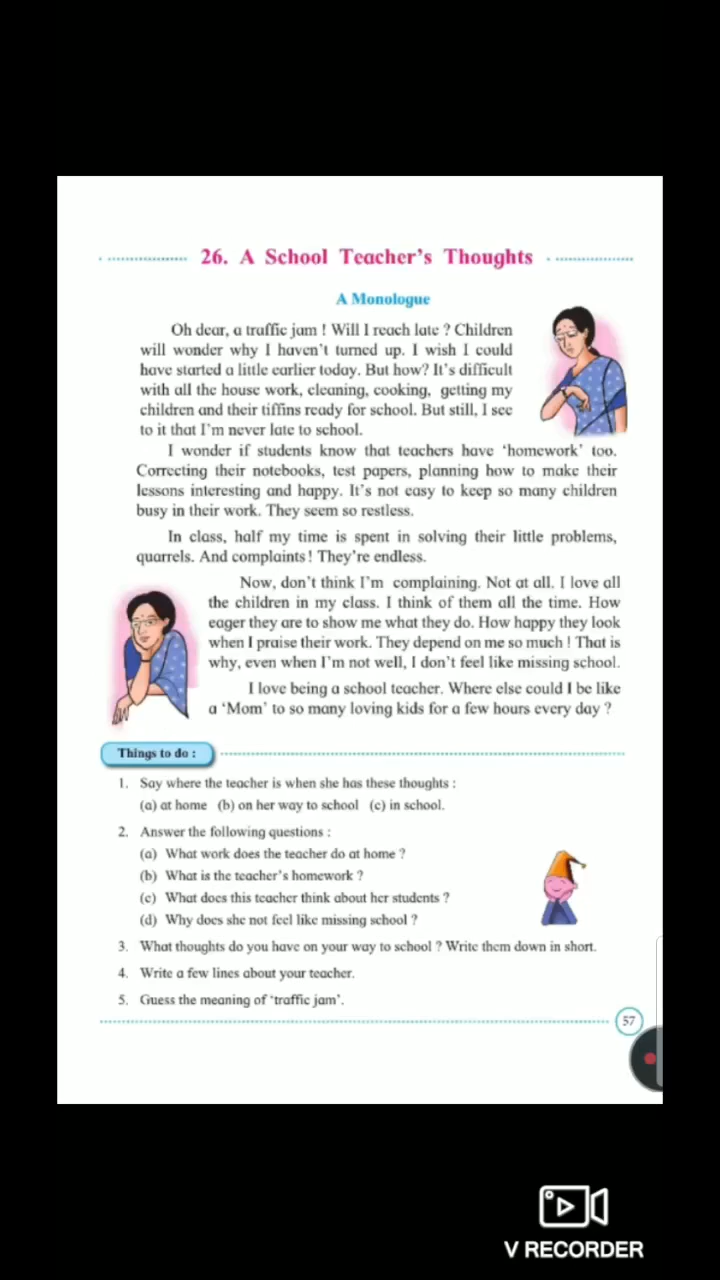 26. A School Teacher's Thoughts
A Monologue
Oh dear, a traffic jam ! Will I reach late ? Children
will wonder why I haven't turned up. I wish I could
have started a little earlier today. But how? It's difficult
with all the house work, cleaning, cooking, getting my
children and their tiffins ready for school. But still, I see
to it that I'm never late to school.
I wonder if students know that teachers have 'homework' too.
Correcting their notebooks, test papers, planning how to make their
lessons interesting and happy. It's not easy to keep so many children
busy in their work. They seem so restless.
In class, half my time is spent in solving their little problems,
quarrels. And complaints ! They're endless.
Now, don't think I'm complaining. Not at all. I love all
the children in my class. I think of them all the time. How
eager they are to show me what they do. How happy they look
when I praise their work. They depend on me so much ! That is
why, even when I'm not well, I don't feel like missing school.
I love being a school teacher. Where else could I be like
a 'Mom' to so many loving kids for a few hours every day ?
Things to do :
1. Say where the teacher is when she has these thoughts :
(a) at home (b) on her way to school (c) in school.
2. Answer the following questions :
(a) What work does the teacher do at home ?
(b) What is the teacher's homework ?
(c) What does this teacher think about her students ?
(d) Why does she not feel like missing school ?
3. What thoughts do you have on your way to school ? Write them down in short.
4. Write a few lines about your teacher.
5. Guess the meaning of 'traffic jam'.
57
V RECORDER